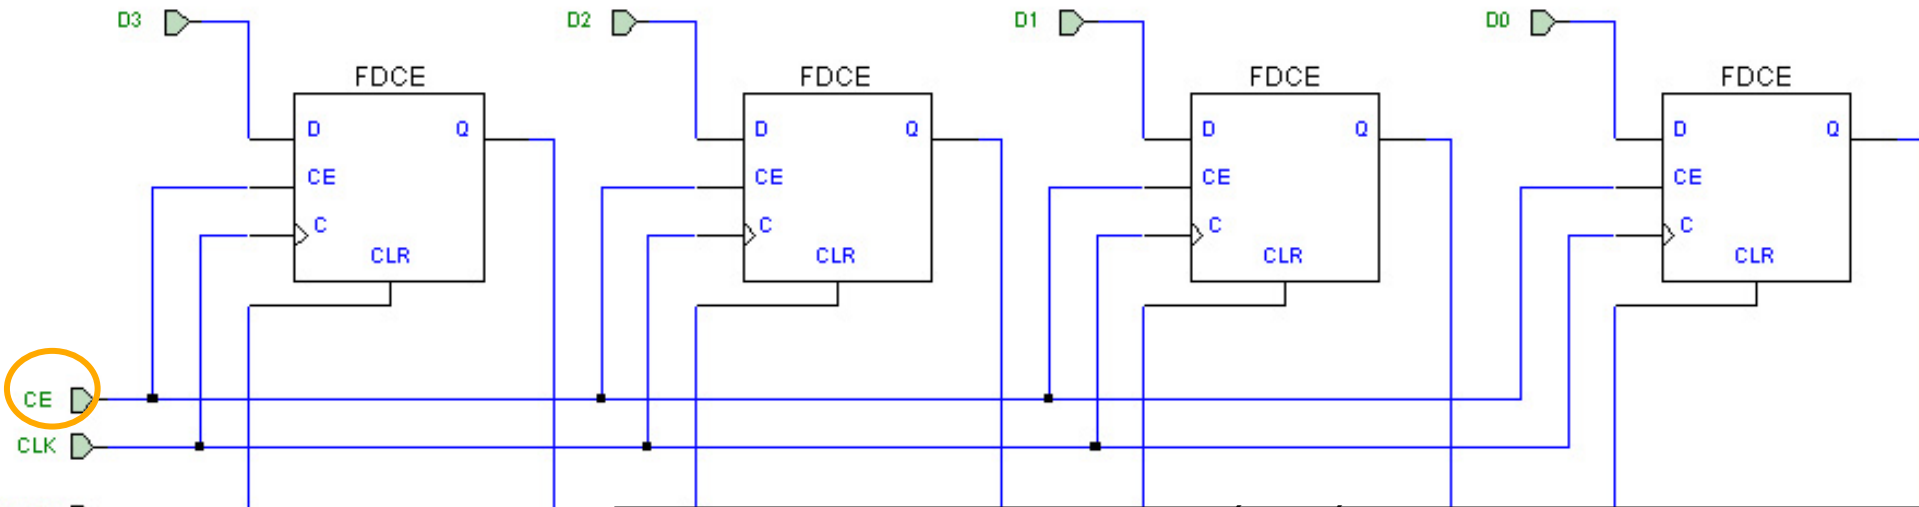 D3 D2 D1 D0
FDCE FDCE FDCE FDCE
D Q D Q D Q D Q
CE CE CE CE
C C C C
CLR CLR CLR CLR
CE
CLK